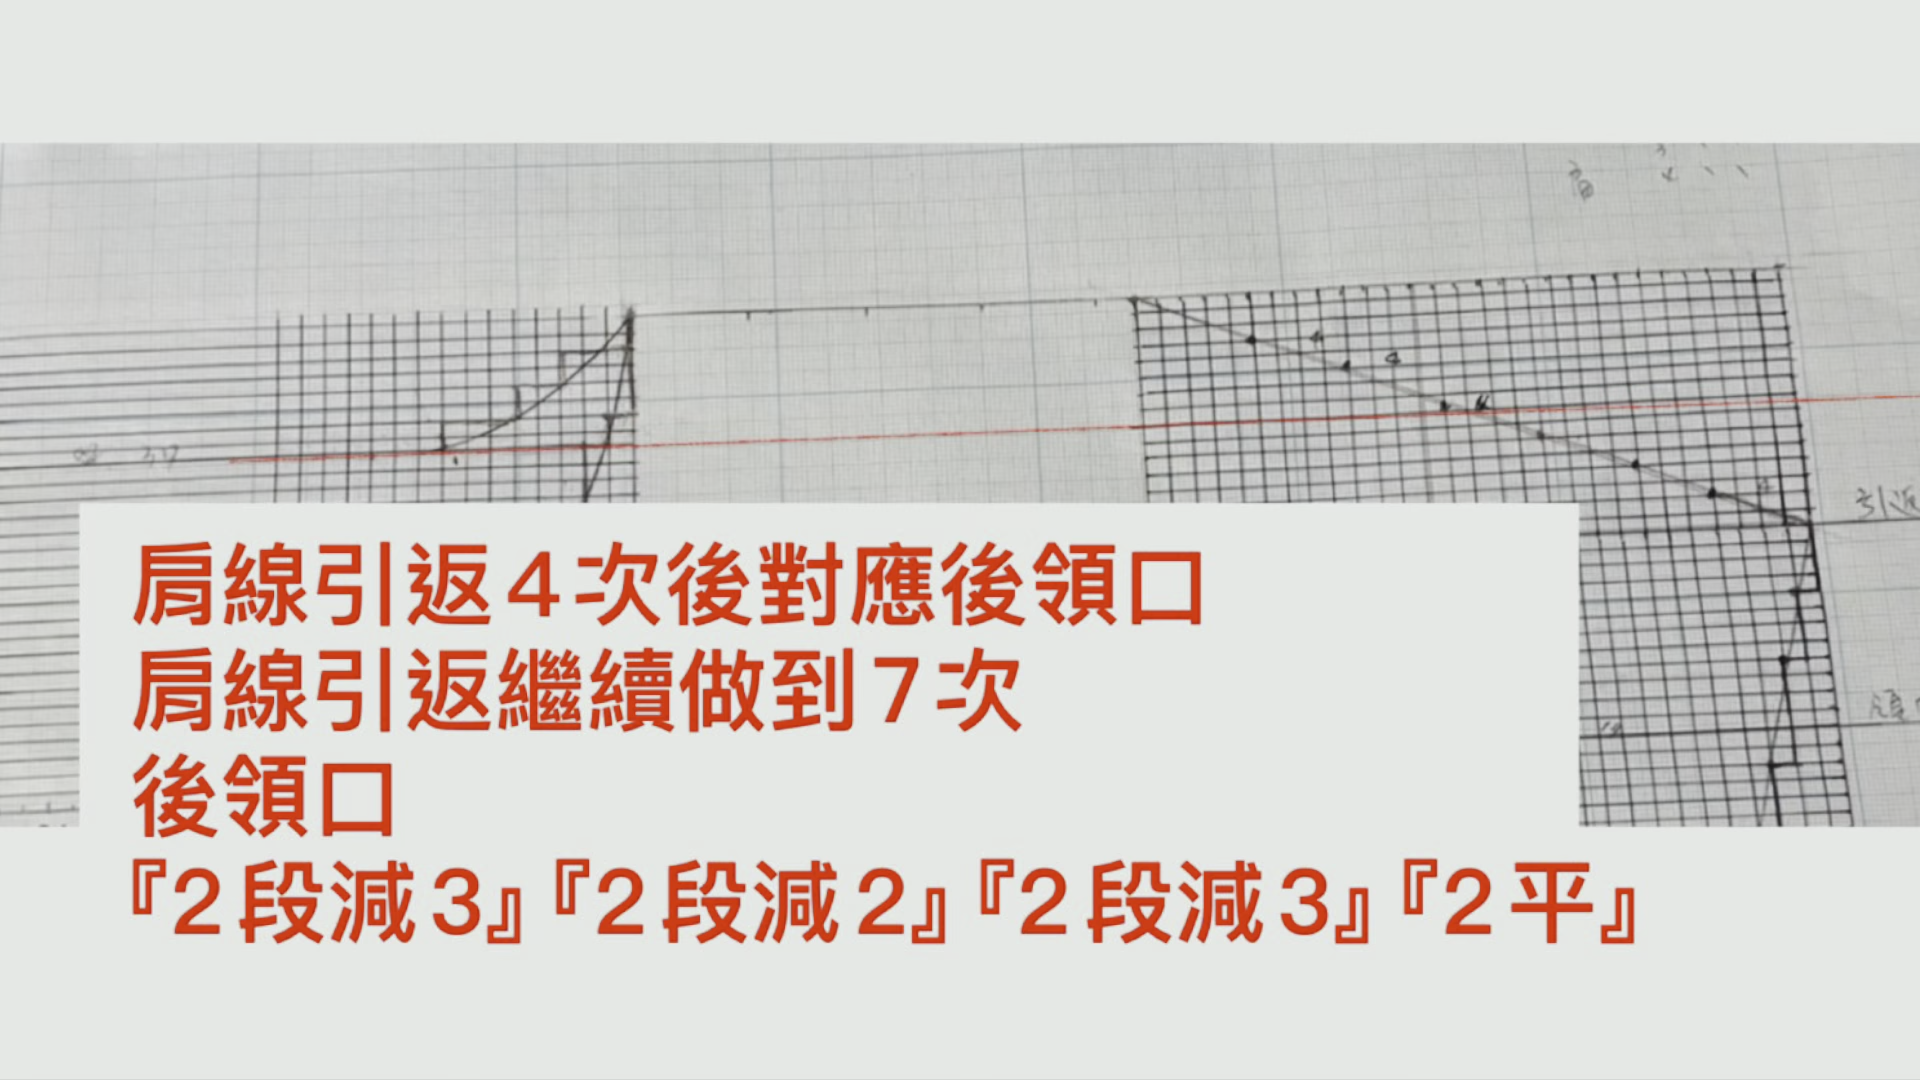 引返
肩線引返4次後對應後領口
肩線引返繼續做到7次
後領口
『2段減3』『2段減2』『2段減3』『2平』